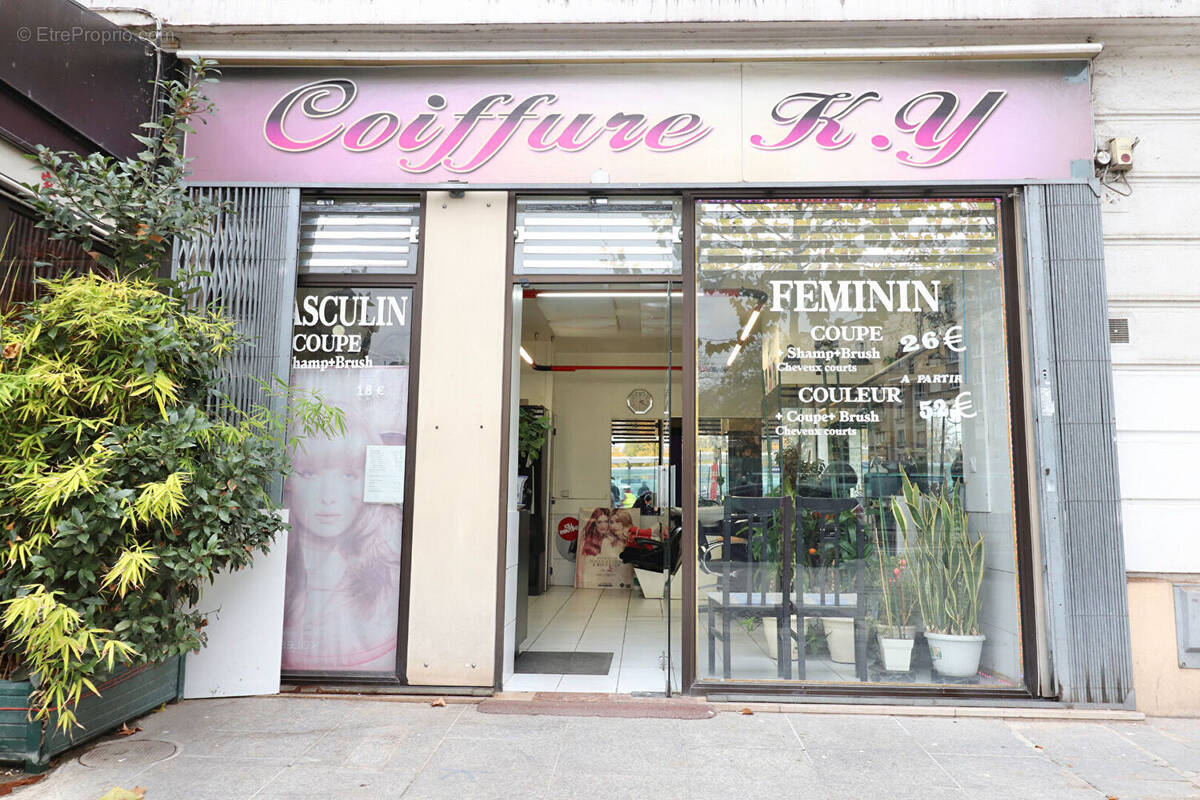 © EtreProprio.com
Coiffure K.Y
ASCULIN
COUPE
hamp+Brush
18 €
FEMININ
COUPE
+ Shamp+Brush
Cheveux courts
26€
A PARTIR
COULEUR
+ Coupe+ Brush
Cheveux courts
52€